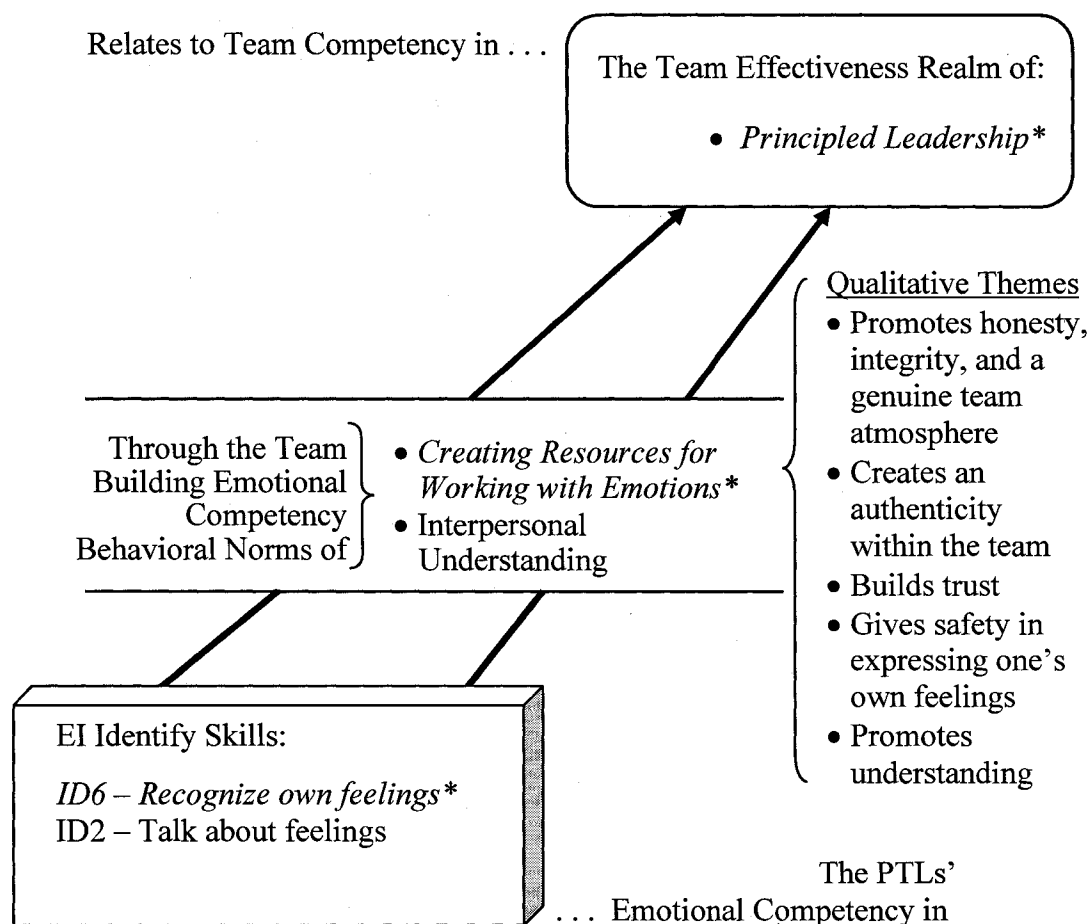 Relates to Team Competency in . . .
The Team Effectiveness Realm of:
• Principled Leadership*
Qualitative Themes
• Promotes honesty,
integrity, and a
genuine team
atmosphere
• Creates an
authenticity
within the team
• Builds trust
• Gives safety in
expressing one's
own feelings
• Promotes
understanding
Through the Team
Building Emotional
Competency
Behavioral Norms of
• Creating Resources for
Working with Emotions*
• Interpersonal
Understanding
EI Identify Skills:
ID6 – Recognize own feelings*
ID2 – Talk about feelings
The PTLs'
. . . Emotional Competency in